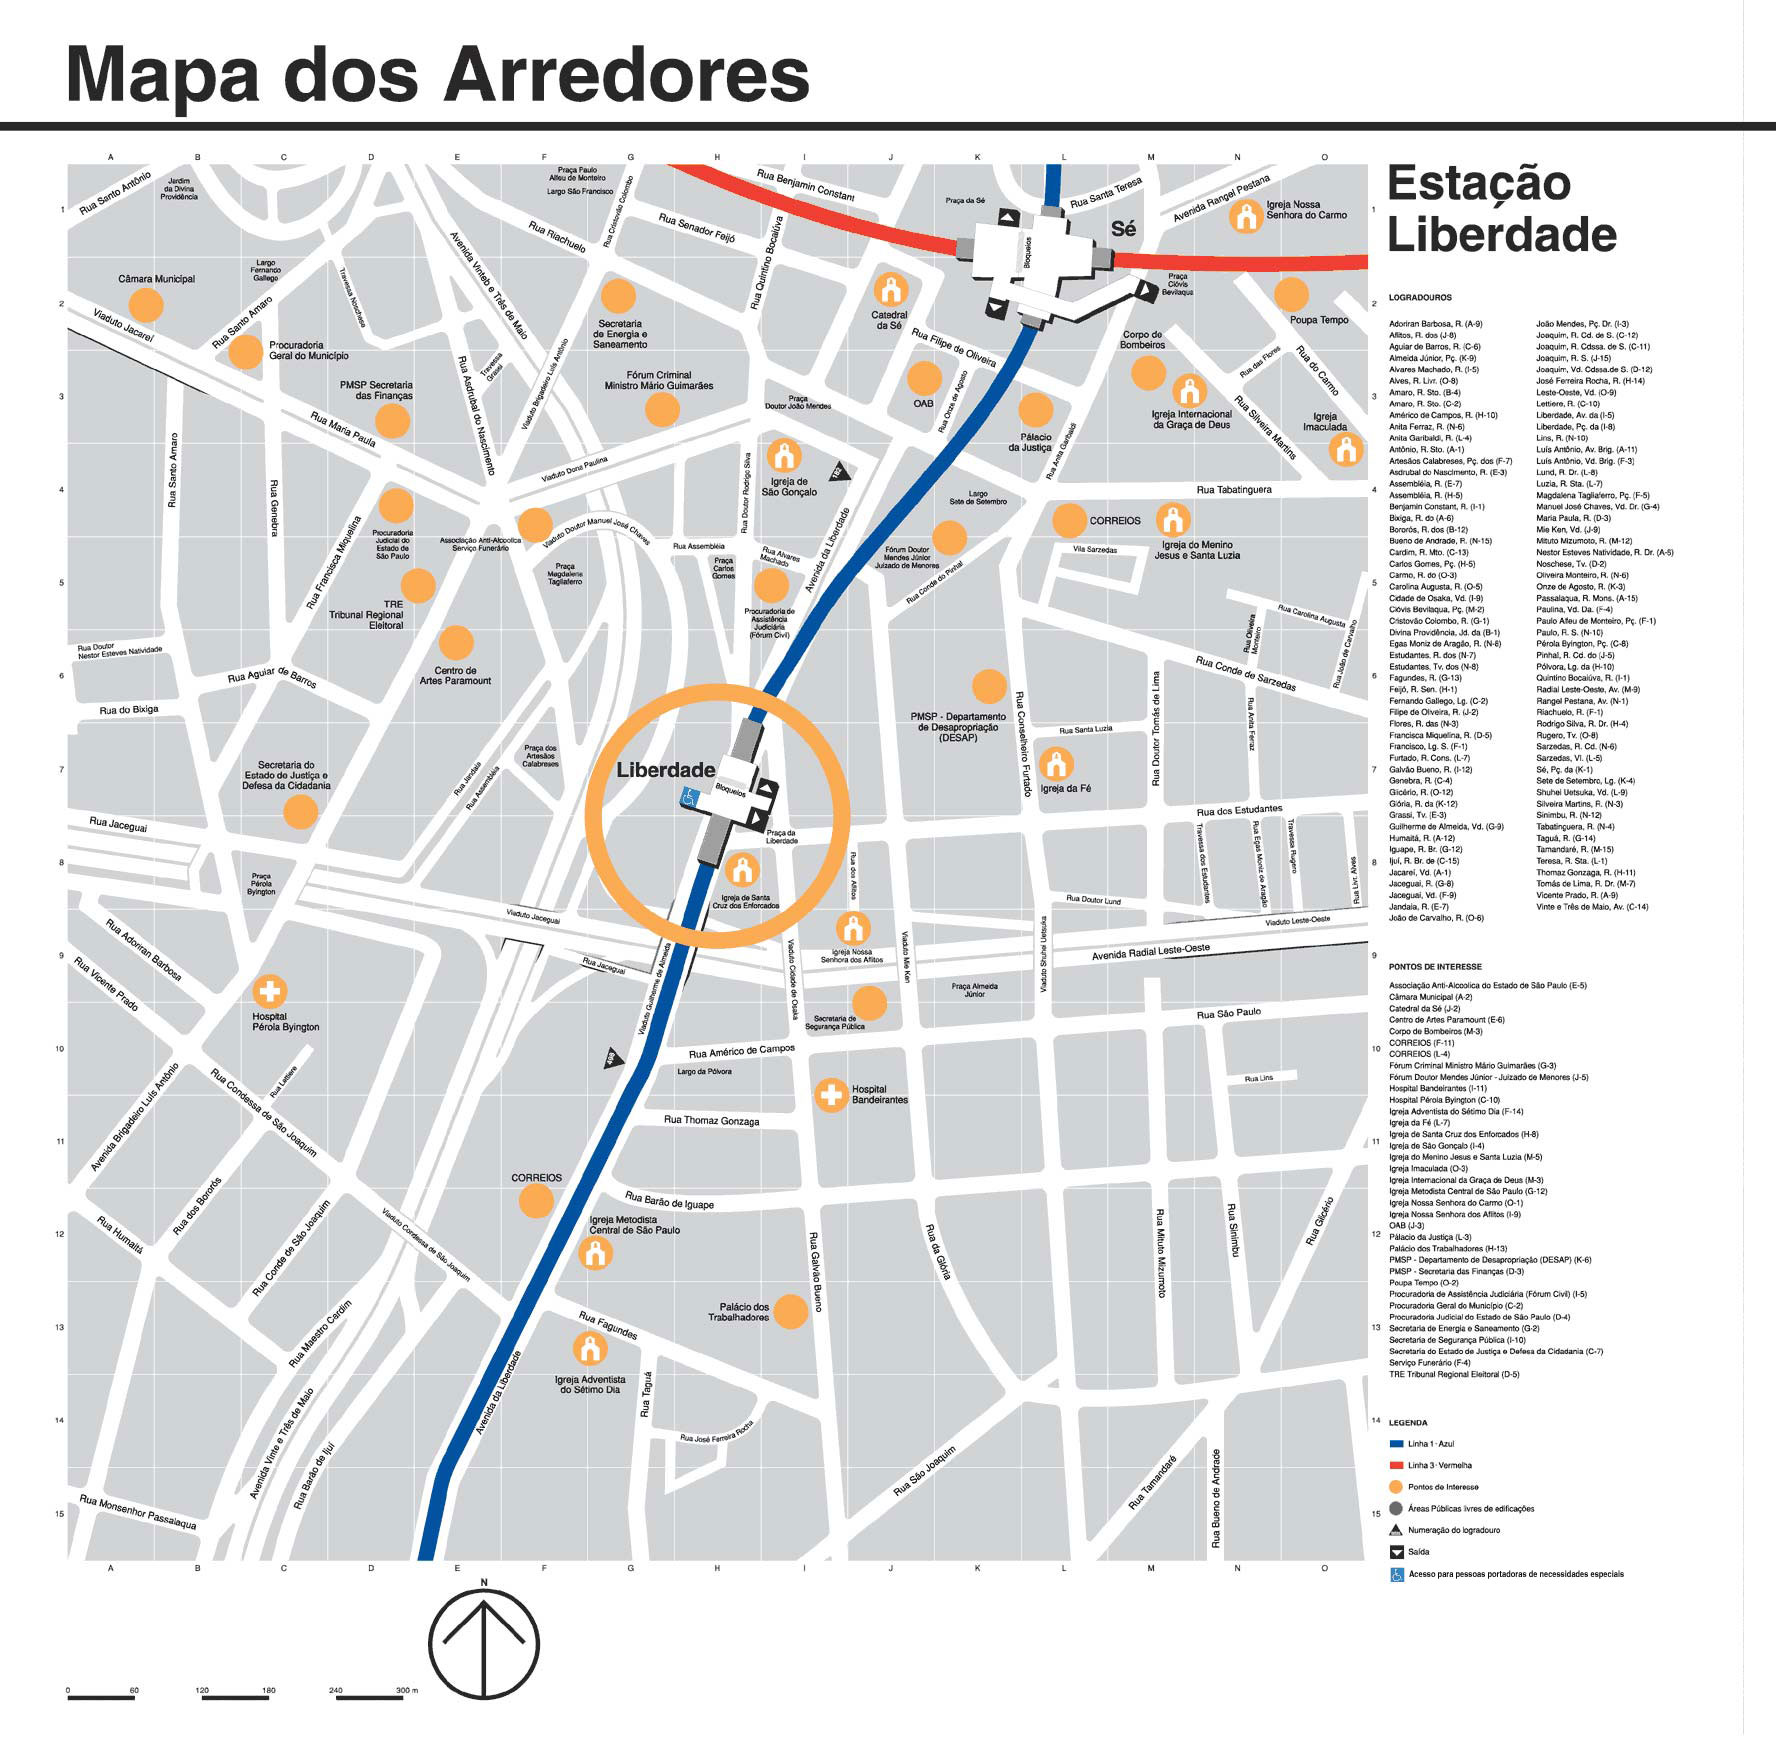 Mapa dos Arredores
A B C D E F G H I J K L M N O
Estação
Liberdade
Rua Santo Antônio
Jardim
da Divina
Providência
Praça Paulo
Alfeu de Monteiro
Largo São Francisco
Rua Cristóvão Colombo
Rua Benjamin Constant
Praça da Sé
Rua Santa Teresa
Avenida Rangel Pestana
Igreja Nossa
Senhora do Carmo
Sé
Bloqueios
Rua Riachuelo
Rua Senador Feijó
Rua Quintino Bocaiúva
Avenida Vinteb e Três de Maio
Largo
Fernando
Gallego
Travessa Noschese
Câmara Municipal
Viaduto Jacareí
Rua Santo Amaro
Procuradoria
Geral do Município
Secretaria
de Energia e
Saneamento
Catedral
da Sé
Praça
Clóvis
Bevilaqua
Poupa Tempo
Corpo de
Bombeiros
Rua Filipe de Oliveira
PMSP Secretaria
das Finanças
Fórum Criminal
Ministro Mário Guimarães
Praça
Doutor João Mendes
OAB
Rua Onze de Agosto
Pálacio
da Justiça
Rua Anita Garibaldi
Igreja Internacional
da Graça de Deus
Rua das Flores
Rua do Carmo
Rua Silveira Martins
Igreja
Imaculada
Rua Maria Paula
Rua Asdrubal do Nascimento
Travessa
Grassi
Viaduto Brigadeiro Luís Antônio
Viaduto Dona Paulina
Rua Doutor Rodrigo Silva
Igreja de
São Gonçalo
Largo
Sete de Setembro
Rua Tabatinguera
CORREIOS
Igreja do Menino
Jesus e Santa Luzia
Vila Sarzedas
Rua Santo Amaro
Rua Genebra
Rua Francisca Miquelina
Procuradoria
Judicial do
Estado de
São Paulo
Associação Anti-Alcoolica
Serviço Funerário
Viaduto Doutor Manuel José Chaves
Rua Assembléia
Praça
Carlos
Gomes
Rua Alvares
Machado
Avenida da Liberdade
Fórum Doutor
Mendes Júnior
Juizado de Menores
Rua Conde do Pinhal
Praça
Magdalena
Tagliaferro
Procuradoria de
Assistência
Judiciária
(Fórum Civil)
TRE
Tribunal Regional
Eleitoral
Centro de
Artes Paramount
Rua Doutor
Nestor Esteves Natividade
Rua Aguiar de Barros
Rua do Bixiga
Rua Carolina Augusta
Rua Oliveira
Monteiro
Rua João de Carvalho
Rua Conde de Sarzedas
PMSP - Departamento
de Desapropriação
(DESAP)
Rua Conselheiro Furtado
Rua Santa Luzia
Rua Doutor Tomás de Lima
Rua Anita Ferraz
Igreja da Fé
Liberdade
Bloqueios
Praça da
Liberdade
Igreja de Santa
Cruz dos Enforcados
Praça dos
Artesãos
Calabreses
Rua Jandaia
Rua Assembléia
Secretaria do
Estado de Justiça e
Defesa da Cidadania
Rua Jaceguai
Praça
Pérola
Byington
Rua dos Estudantes
Travessa dos Estudantes
Rua Egas Moniz de Aragão
Travessa Rugero
Rua Livr. Alves
Rua dos Aflitos
Rua Doutor Lund
Viaduto Leste-Oeste
Avenida Radial Leste-Oeste
Igreja Nossa
Senhora dos Aflitos
Viaduto Jaceguai
Rua Jaceguai
Viaduto Guilherme de Almeida
Viaduto Cidade de Osaka
Viaduto Mie Ken
Viaduto Shuhei Uetsuka
Praça Almeida
Júnior
Secretaria de
Segurança Pública
Rua Adoriran Barbosa
Rua Vicente Prado
Hospital
Pérola Byington
Rua São Paulo
Rua Américo de Campos
Largo da Pólvora
Rua Lins
Hospital
Bandeirantes
Rua Thomaz Gonzaga
Rua Lettiere
Rua Condessa de São Joaquim
Avenida Brigadeiro Luís Antônio
CORREIOS
Rua Barão de Iguape
Igreja Metodista
Central de São Paulo
Rua dos Bororós
Rua Humaitá
Rua Conde de São Joaquim
Viaduto Condessa de São Joaquim
Rua Galvão Bueno
Rua da Glória
Rua Mituto Mizumoto
Rua Sinimbu
Rua Glicério
Palácio dos
Trabalhadores
Rua Fagundes
Igreja Adventista
do Sétimo Dia
Rua Taguá
Rua José Ferreira Rocha
Rua Maestro Cardim
Avenida Vinte e Três de Maio
Rua Barão de Ijuí
Avenida da Liberdade
Rua Monsenhor Passalaqua
Rua São Joaquim
Rua Tamandaré
Rua Bueno de Andrade
1
2
3
4
5
6
7
8
9
10
11
12
13
14
15
A B C D E F G H I J K L M N O
N
0 60 120 180 240 300 m
LOGRADOUROS
Adoriran Barbosa, R. (A-9)
Aflitos, R. dos (J-8)
Aguiar de Barros, R. (C-6)
Almeida Júnior, Pç. (K-9)
Alvares Machado, R. (I-5)
Alves, R. Livr. (O-8)
Amaro, R. Sto. (B-4)
Amaro, R. Sto. (C-2)
Américo de Campos, R. (H-10)
Anita Ferraz, R. (N-6)
Anita Garibaldi, R. (L-4)
Antônio, R. Sto. (A-1)
Artesãos Calabreses, Pç. dos (F-7)
Asdrubal do Nascimento, R. (E-3)
Assembléia, R. (E-7)
Assembléia, R. (H-5)
Benjamin Constant, R. (I-1)
Bixiga, R. do (A-6)
Bororós, R. dos (B-12)
Bueno de Andrade, R. (N-15)
Cardim, R. Mto. (C-13)
Carlos Gomes, Pç. (H-5)
Carmo, R. do (O-3)
Carolina Augusta, R. (O-5)
Cidade de Osaka, Vd. (I-9)
Clóvis Bevilaqua, Pç. (M-2)
Cristovão Colombo, R. (G-1)
Divina Providência, Jd. da (B-1)
Egas Moniz de Aragão, R. (N-8)
Estudantes, R. dos (N-7)
Estudantes, Tv. dos (N-8)
Fagundes, R. (G-13)
Feijó, R. Sen. (H-1)
Fernando Gallego, Lg. (C-2)
Filipe de Oliveira, R. (J-2)
Flores, R. das (N-3)
Francisca Miquelina, R. (D-5)
Francisco, Lg. S. (F-1)
Furtado, R. Cons. (L-7)
Galvão Bueno, R. (I-12)
Genebra, R. (C-4)
Glicério, R. (O-12)
Glória, R. da (K-12)
Grassi, Tv. (E-3)
Guilherme de Almeida, Vd. (G-9)
Humaitá, R. (A-12)
Iguape, R. Br. (G-12)
Ijuí, R. Br. de (C-15)
Jacareí, Vd. (A-1)
Jaceguai, R. (G-8)
Jaceguai, Vd. (F-9)
Jandaia, R. (E-7)
João de Carvalho, R. (O-6)
João Mendes, Pç. Dr. (I-3)
Joaquim, R. Cd. de S. (C-12)
Joaquim, R. Cdssa. de S. (C-11)
Joaquim, R. S. (J-15)
Joaquim, Vd. Cdssa.de S. (D-12)
José Ferreira Rocha, R. (H-14)
Leste-Oeste, Vd. (O-9)
Lettiere, R. (C-10)
Liberdade, Av. da (I-5)
Liberdade, Pç. da (I-8)
Lins, R. (N-10)
Luís Antônio, Av. Brig. (A-11)
Luís Antônio, Vd. Brig. (F-3)
Lund, R. Dr. (L-8)
Luzia, R. Sta. (L-7)
Magdalena Tagliaferro, Pç. (F-5)
Manuel José Chaves, Vd. Dr. (G-4)
Maria Paula, R. (D-3)
Mie Ken, Vd. (J-9)
Mituto Mizumoto, R. (M-12)
Nestor Esteves Natividade, R. Dr. (A-6)
Noschese, Tv. (D-2)
Oliveira Monteiro, R. (N-6)
Onze de Agosto, R. (K-3)
Passalaqua, R. Mons. (A-15)
Paulina, Vd. Da. (F-4)
Paulo Alfeu de Monteiro, Pç. (F-1)
Paulo, R. S. (N-10)
Pérola Byington, Pç. (C-8)
Pinhal, R. Cd. do (J-5)
Pólvora, Lg. da (H-10)
Quintino Bocaiúva, R. (I-1)
Radial Leste-Oeste, Av. (M-9)
Rangel Pestana, Av. (N-1)
Riachuelo, R. (F-1)
Rodrigo Silva, R. Dr. (H-4)
Rugero, Tv. (O-8)
Sarzedas, R. Cd. (N-6)
Sarzedas, Vl. (L-5)
Sé, Pç. da (K-1)
Sete de Setembro, Lg. (K-4)
Shuhei Uetsuka, Vd. (L-9)
Silveira Martins, R. (N-3)
Sinimbu, R. (N-12)
Tabatinguera, R. (N-4)
Taguá, R. (G-14)
Tamandaré, R. (M-15)
Teresa, R. Sta. (L-1)
Thomaz Gonzaga, R. (H-11)
Tomás de Lima, R. Dr. (M-7)
Vicente Prado, R. (A-9)
Vinte e Três de Maio, Av. (C-14)
PONTOS DE INTERESSE
Associação Anti-Alcoolica do Estado de São Paulo (E-5)
Câmara Municipal (A-2)
Catedral da Sé (J-2)
Centro de Artes Paramount (E-6)
Corpo de Bombeiros (M-3)
CORREIOS (F-11)
CORREIOS (L-4)
Fórum Criminal Ministro Mário Guimarães (G-3)
Fórum Doutor Mendes Júnior - Juizado de Menores (J-5)
Hospital Bandeirantes (I-11)
Hospital Pérola Byington (C-10)
Igreja Adventista do Sétimo Dia (F-14)
Igreja da Fé (L-7)
Igreja de Santa Cruz dos Enforcados (H-8)
Igreja de São Gonçalo (I-4)
Igreja do Menino Jesus e Santa Luzia (M-5)
Igreja Imaculada (O-3)
Igreja Internacional da Graça de Deus (M-3)
Igreja Metodista Central de São Paulo (G-12)
Igreja Nossa Senhora do Carmo (O-1)
Igreja Nossa Senhora dos Aflitos (I-9)
OAB (J-3)
Pálacio da Justiça (L-3)
Palácio dos Trabalhadores (H-13)
PMSP - Departamento de Desapropriação (DESAP) (K-6)
PMSP - Secretaria das Finanças (D-3)
Poupa Tempo (O-2)
Procuradoria de Assistência Judiciária (Fórum Civil) (I-5)
Procuradoria Geral do Município (C-2)
Procuradoria Judicial do Estado de São Paulo (D-4)
Secretaria de Energia e Saneamento (G-2)
Secretaria de Segurança Pública (I-10)
Secretaria do Estado de Justiça e Defesa da Cidadania (C-7)
Serviço Funerário (F-4)
TRE Tribunal Regional Eleitoral (D-5)
LEGENDA
Linha 1 - Azul
Linha 3 - Vermelha
Pontos de Interesse
Áreas Públicas livres de edificações
Numeração do logradouro
Saída
Acesso para pessoas portadoras de necessidades especiais